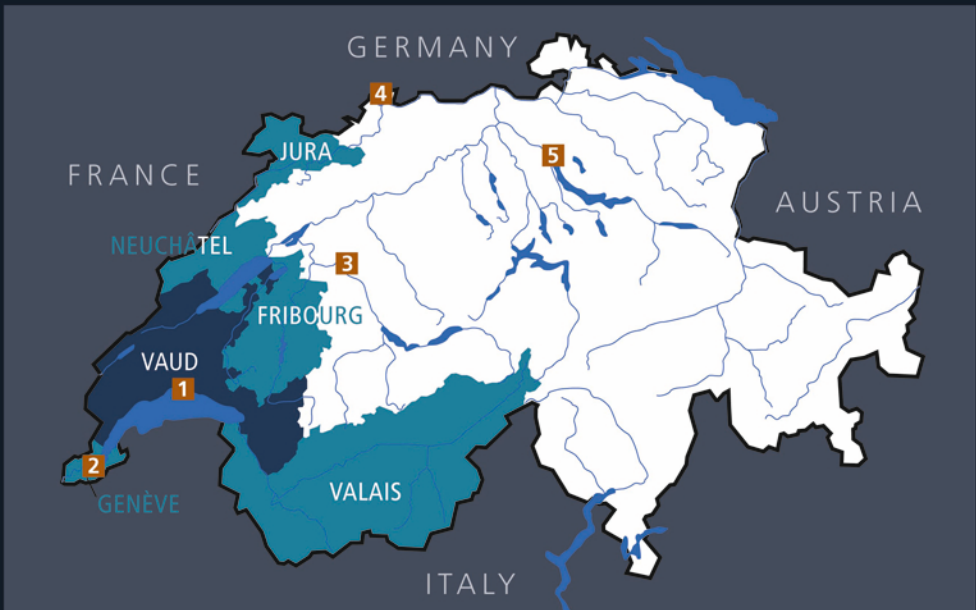 GERMANY
4
JURA
5
FRANCE
AUSTRIA
NEUCHÂTEL
3
FRIBOURG
VAUD
1
2
VALAIS
GENÈVE
ITALY